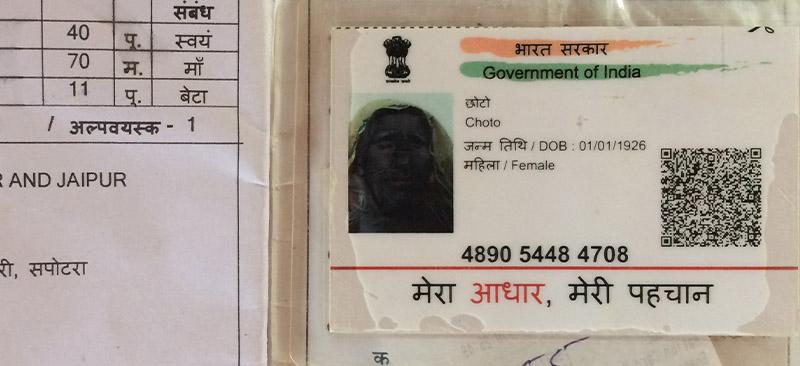 संबंध
40 पु. स्वयं
70 म. माँ
11 पु. बेटा
/ अल्पवयस्क - 1
AND JAIPUR
सपोटरा
भारत सरकार
Government of India
छोटो
Choto
जन्म तिथि / DOB : 01/01/1926
महिला / Female
4890 5448 4708
मेरा आधार, मेरी पहचान
क